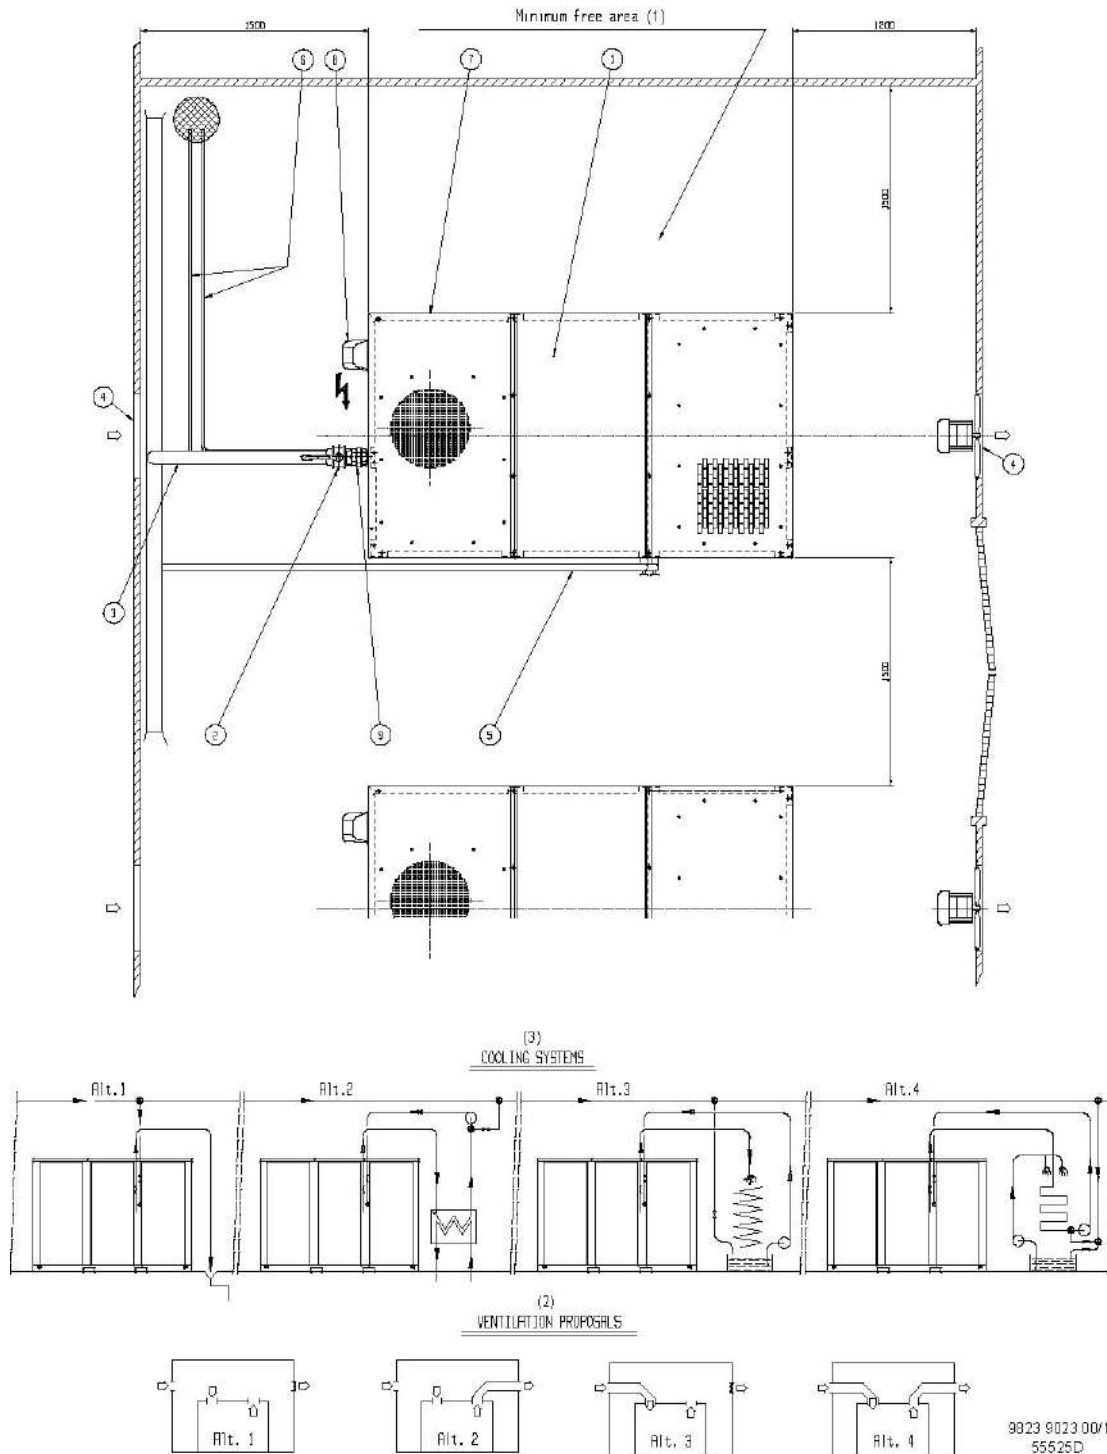 Minimum free area (1)
1500
1200
6
8
7
1
1500
4
4
3
1500
2
9
5
(3)
COOLING SYSTEMS
Alt.1
Alt.2
Alt.3
Alt.4
(2)
VENTILATION PROPOSALS
Alt. 1
Alt. 2
Alt. 3
Alt. 4
9823 9023 00/1
55525D